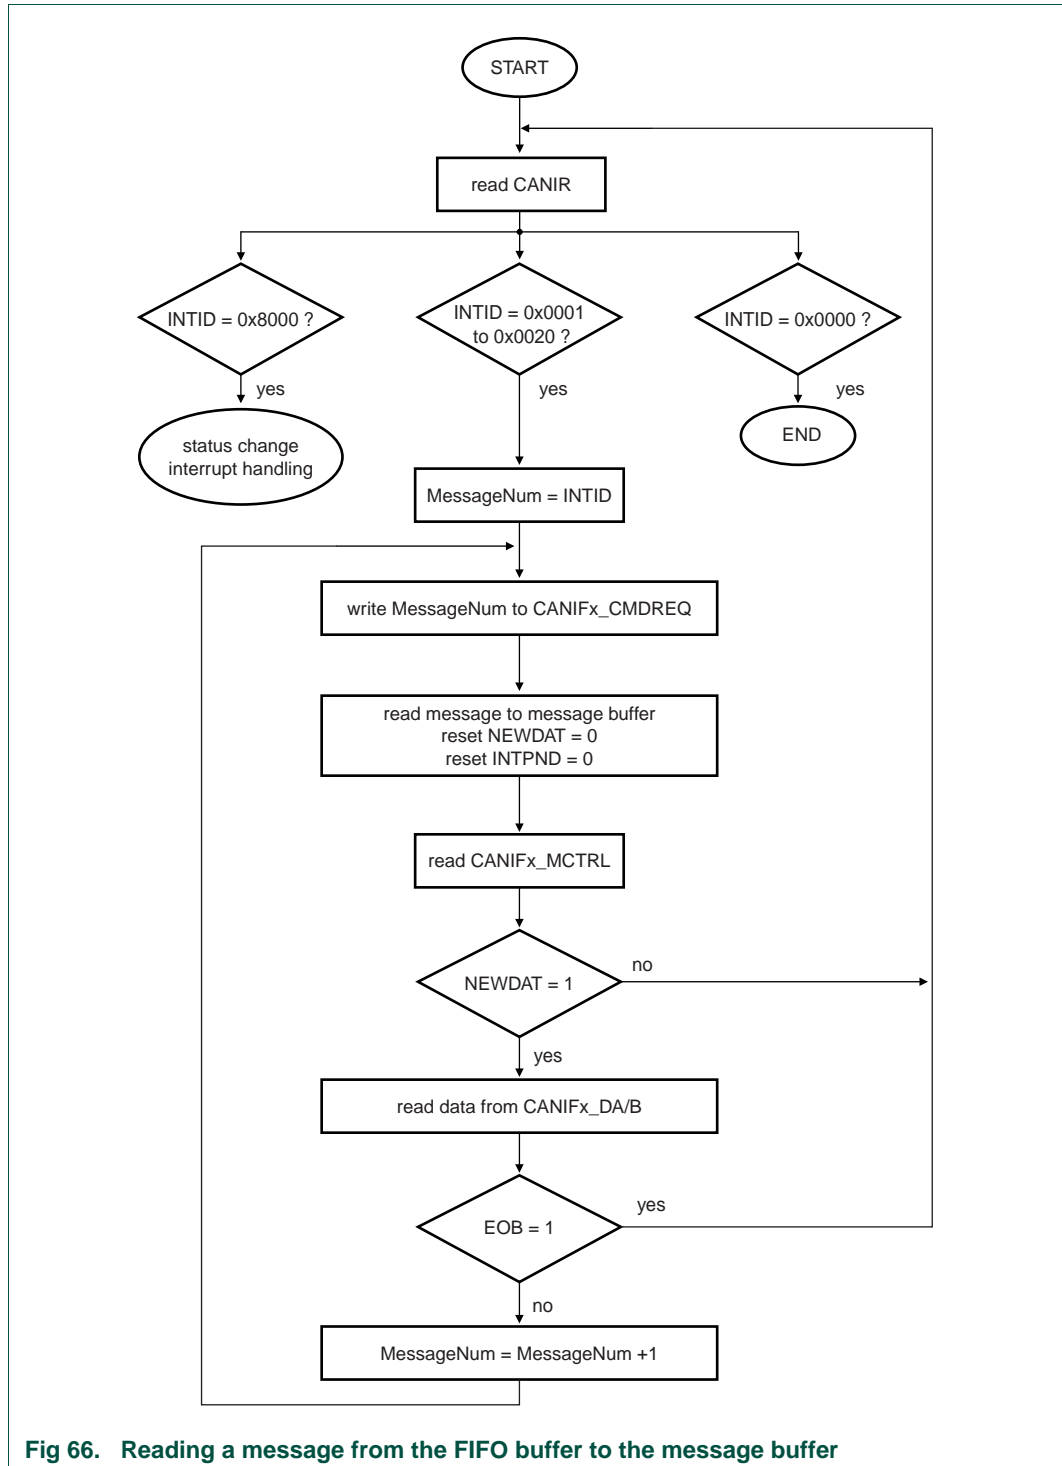 START
read CANIR
INTID = 0x8000 ?
INTID = 0x0001
to 0x0020 ?
INTID = 0x0000 ?
yes
yes
yes
status change
interrupt handling
END
MessageNum = INTID
write MessageNum to CANIFx_CMDREQ
read message to message buffer
reset NEWDAT = 0
reset INTPND = 0
read CANIFx_MCTRL
NEWDAT = 1
no
yes
read data from CANIFx_DA/B
EOB = 1
yes
no
MessageNum = MessageNum +1
Fig 66. Reading a message from the FIFO buffer to the message buffer